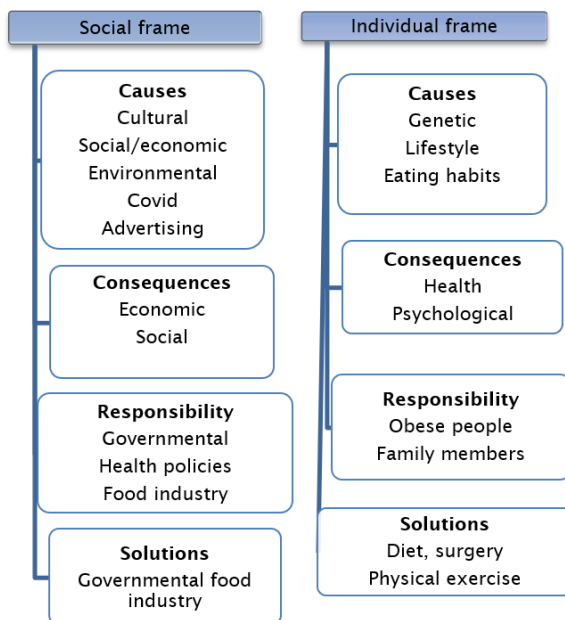 Social frame
Causes
Cultural
Social/economic
Environmental
Covid
Advertising
Consequences
Economic
Social
Responsibility
Governmental
Health policies
Food industry
Solutions
Governmental food
industry
Individual frame
Causes
Genetic
Lifestyle
Eating habits
Consequences
Health
Psychological
Responsibility
Obese people
Family members
Solutions
Diet, surgery
Physical exercise